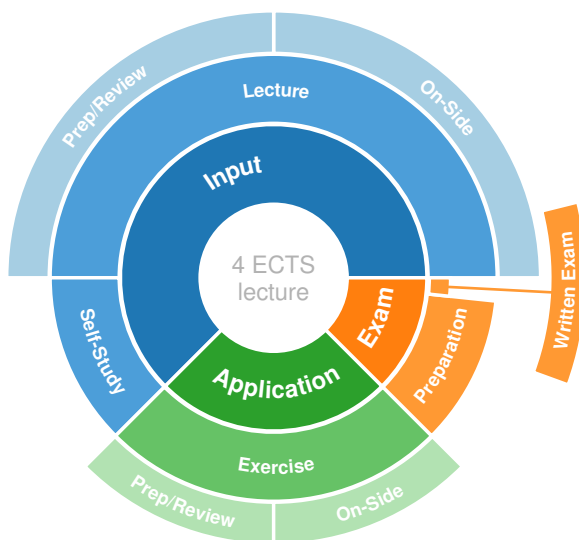 Prep/Review
On-Side
Lecture
Input
4 ECTS
lecture
Written Exam
Exam
Self-Study
Preparation
Application
Exercise
Prep/Review
On-Side